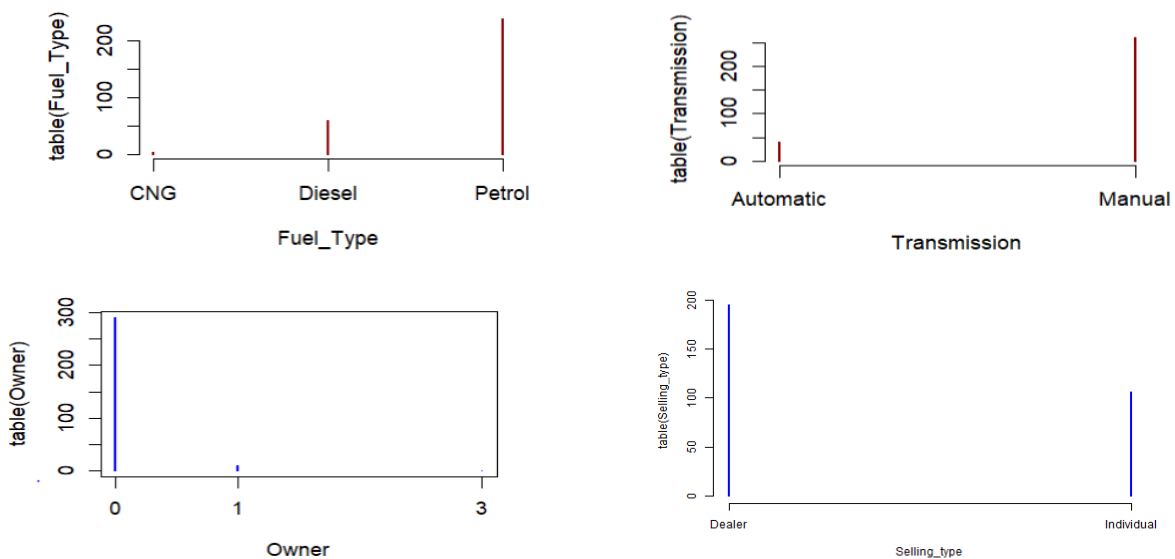 table(Fuel_Type)
200
100
0
CNG Diesel Petrol
Fuel_Type
table(Transmission)
200
100
0
Automatic Manual
Transmission
table(Owner)
300
200
100
0
0 1 3
Owner
table(Selling_type)
200
150
100
50
0
Dealer Individual
Selling_type